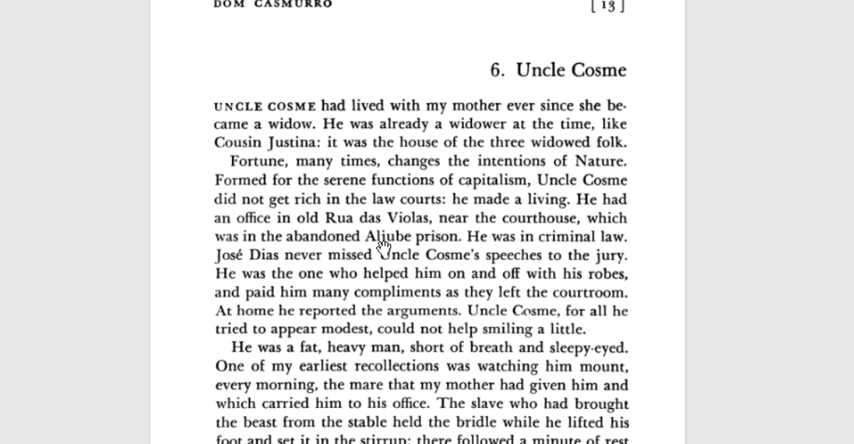 DOM CASMURRO [ 13 ]
6. Uncle Cosme
UNCLE COSME had lived with my mother ever since she be-
came a widow. He was already a widower at the time, like
Cousin Justina: it was the house of the three widowed folk.
Fortune, many times, changes the intentions of Nature.
Formed for the serene functions of capitalism, Uncle Cosme
did not get rich in the law courts: he made a living. He had
an office in old Rua das Violas, near the courthouse, which
was in the abandoned Aljube prison. He was in criminal law.
José Dias never missed Uncle Cosme's speeches to the jury.
He was the one who helped him on and off with his robes,
and paid him many compliments as they left the courtroom.
At home he reported the arguments. Uncle Cosme, for all he
tried to appear modest, could not help smiling a little.
He was a fat, heavy man, short of breath and sleepy-eyed.
One of my earliest recollections was watching him mount,
every morning, the mare that my mother had given him and
which carried him to his office. The slave who had brought
the beast from the stable held the bridle while he lifted his
foot and set it in the stirrup; there followed a minute of rest